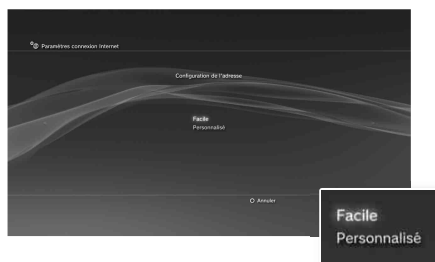 Paramètres connexion Internet
Configuration de l'adresse
Facile
Personnalisé
Annuler
Facile
Personnalisé